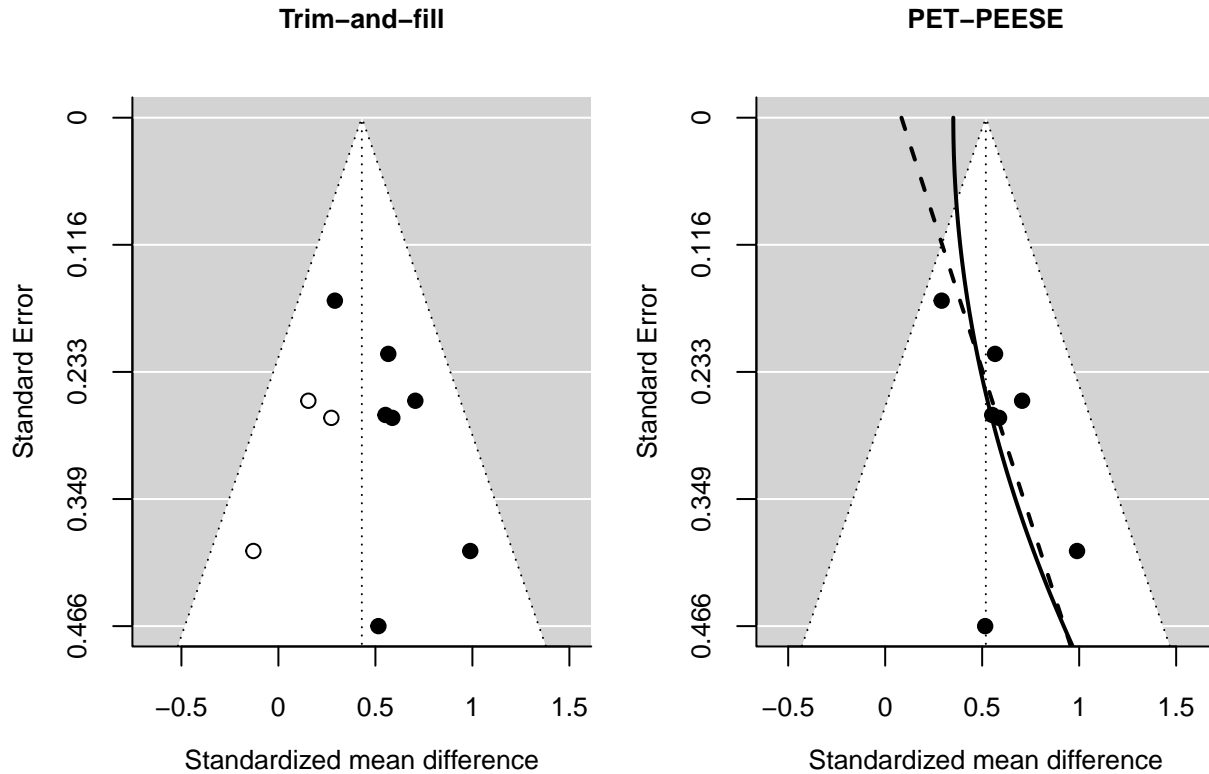 Trim−and−fill
Standard Error
0
0.116
0.233
0.349
0.466
−0.5 0 0.5 1 1.5
Standardized mean difference
PET−PEESE
Standard Error
0
0.1116
0.233
0.349
0.466
−0.5 0 0.5 1 1.5
Standardized mean difference